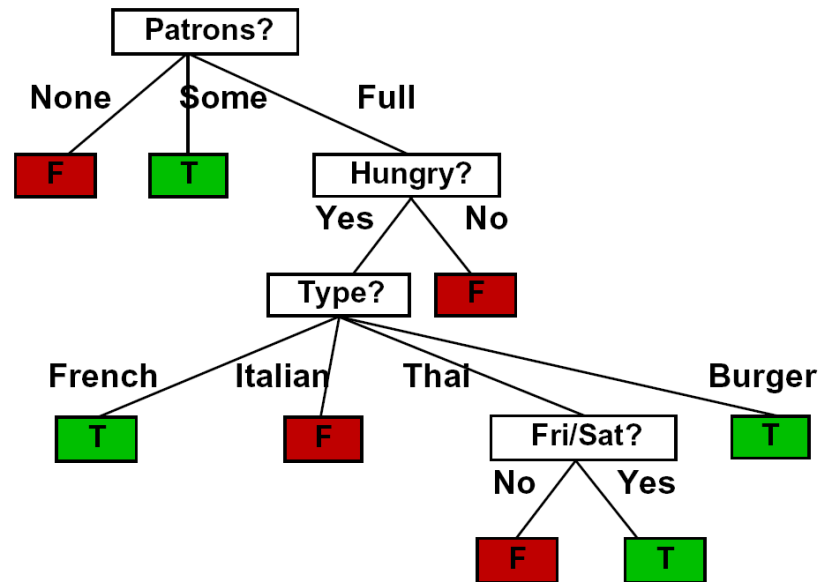 Patrons?
None Some Full
F T Hungry?
Yes No
Type? F
French Italian Thai Burger
T F Fri/Sat? T
No Yes
F T